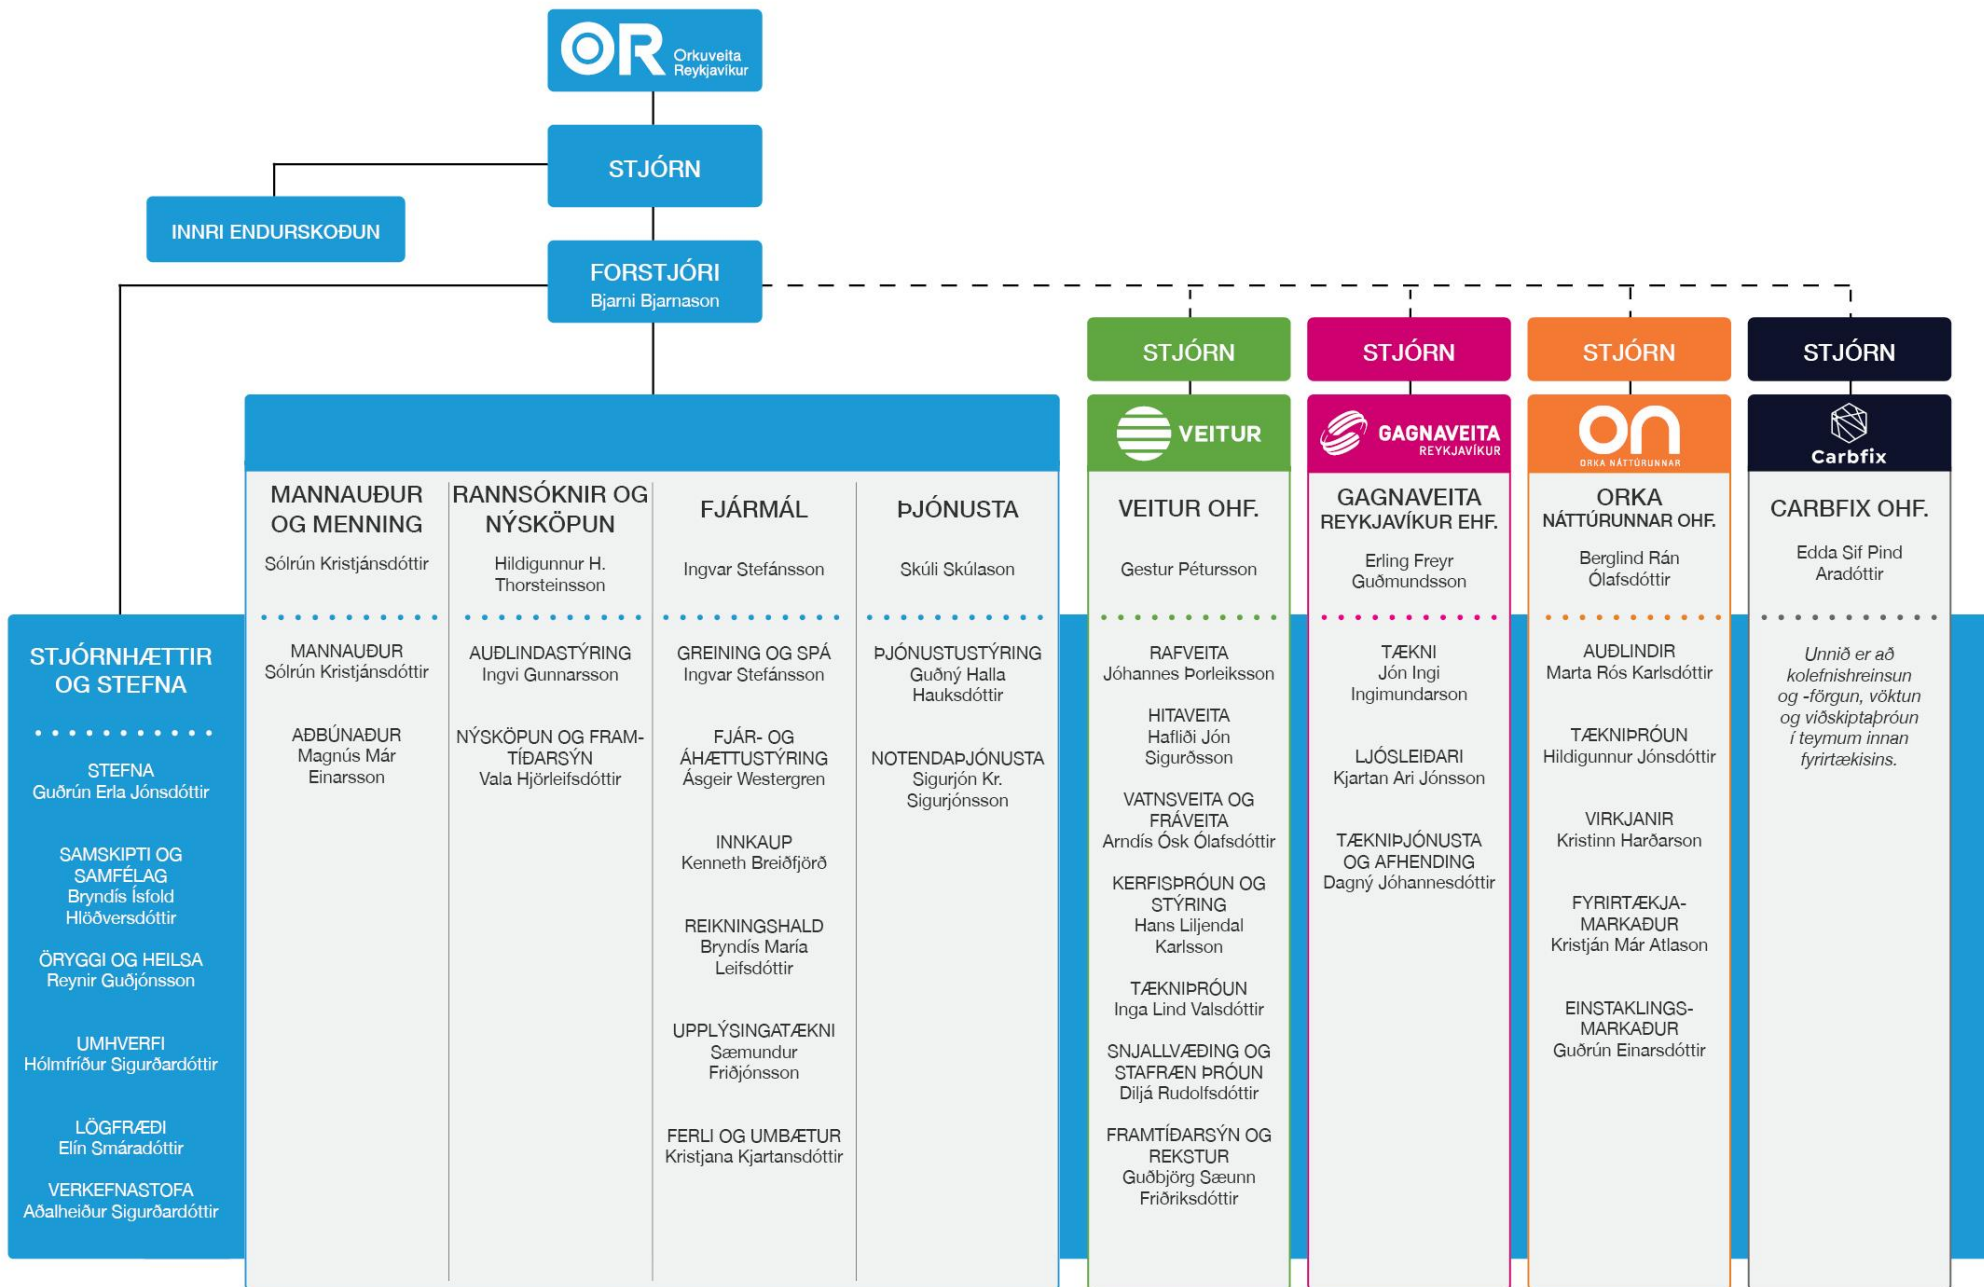 OR
Orkuveita
Reykjavíkur
STJÓRN
INNRI ENDURSKOÐUN
FORSTJÓRI
Bjarni Bjarnason
STJÓRNHÆTTIR
OG STEFNA
STEFNA
Guðrún Erla Jónsdóttir
SAMSKIPTI OG
SAMFÉLAG
Bryndís Ísfold
Hlöðversdóttir
ÖRYGGI OG HEILSA
Reynir Guðjónsson
UMHVERFI
Hólmfríður Sigurðardóttir
LÖGFRÆÐI
Elín Smáradóttir
VERKEFNASTOFA
Aðalheiður Sigurðardóttir
MANNAUÐUR
OG MENNING
Sólrún Kristjánsdóttir
MANNAUÐUR
Sólrún Kristjánsdóttir
AÐBÚNAÐUR
Magnús Már
Einarsson
RANNSÓKNIR OG
NÝSKÖPUN
Hildigunnur H.
Thorsteinsson
AUÐLINDASTÝRING
Ingvi Gunnarsson
NÝSKÖPUN OG FRAM-
TÍÐARSÝN
Vala Hjörleifsdóttir
FJÁRMÁL
Ingvar Stefánsson
GREINING OG SPÁ
Ingvar Stefánsson
FJÁR- OG
ÁHÆTTUSTÝRING
Ásgeir Westergren
INNKAUP
Kenneth Breiðfjörð
REIKNINGSHALD
Bryndís María
Leifsdóttir
UPPLÝSINGATÆKNI
Sæmundur
Friðjónsson
FERLI OG UMBÆTUR
Kristjana Kjartansdóttir
ÞJÓNUSTA
Skúli Skúlason
ÞJÓNUSTUSTÝRING
Guðný Halla
Hauksdóttir
NOTENDAÞJÓNUSTA
Sigurjón Kr.
Sigurjónsson
STJÓRN
VEITUR
VEITUR OHF.
Gestur Pétursson
RAFVEITA
Jóhannes Þorleiksson
HITAVEITA
Hafliði Jón
Sigurðsson
VATNSVEITA OG
FRÁVEITA
Arndís Ósk Ólafsdóttir
KERFISÞRÓUN OG
STÝRING
Hans Liljendal
Karlsson
TÆKNIÞRÓUN
Inga Lind Valsdóttir
SNJALLVÆÐING OG
STAFRÆN ÞRÓUN
Diljá Rudolfsdóttir
FRAMTÍÐARSÝN OG
REKSTUR
Guðbjörg Sæunn
Friðriksdóttir
STJÓRN
GAGNAVEITA
REYKJAVÍKUR
GAGNAVEITA
REYKJAVÍKUR EHF.
Erling Freyr
Guðmundsson
TÆKNI
Jón Ingi
Ingimundarson
LJÓSLEIÐARI
Kjartan Ari Jónsson
TÆKNIÞJÓNUSTA
OG AFHENDING
Dagný Jóhannesdóttir
STJÓRN
on
ORKA NÁTTÚRUNNAR
ORKA
NÁTTÚRUNNAR OHF.
Berglind Rán
Ólafsdóttir
AUÐLINDIR
Marta Rós Karlsdóttir
TÆKNIÞRÓUN
Hildigunnur Jónsdóttir
VIRKJANIR
Kristinn Harðarson
FYRIRTÆKJA-
MARKAÐUR
Kristján Már Atlason
EINSTAKLINGS-
MARKAÐUR
Guðrún Einarsdóttir
STJÓRN
Carbfix
CARBFIX OHF.
Edda Sif Pind
Aradóttir
Unnið er að
kolefnishreinsun
og -förgun, vöktun
og viðskiptaþróun
í teymum innan
fyrirtækisins.